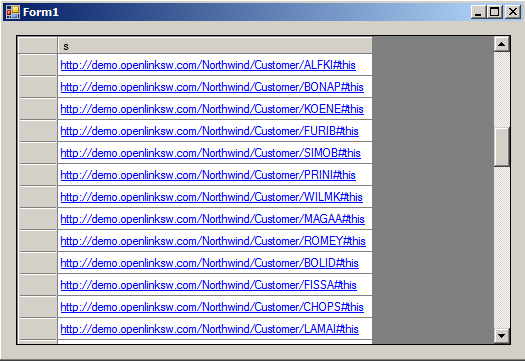 Form1
s
http://demo.openlinksw.com/Northwind/Customer/ALFKI#this
http://demo.openlinksw.com/Northwind/Customer/BONAP#this
http://demo.openlinksw.com/Northwind/Customer/KOENE#this
http://demo.openlinksw.com/Northwind/Customer/FURIB#this
http://demo.openlinksw.com/Northwind/Customer/SIMOB#this
http://demo.openlinksw.com/Northwind/Customer/PRINI#this
http://demo.openlinksw.com/Northwind/Customer/WILMK#this
http://demo.openlinksw.com/Northwind/Customer/MAGAA#this
http://demo.openlinksw.com/Northwind/Customer/ROMEY#this
http://demo.openlinksw.com/Northwind/Customer/BOLID#this
http://demo.openlinksw.com/Northwind/Customer/FISSA#this
http://demo.openlinksw.com/Northwind/Customer/CHOPS#this
http://demo.openlinksw.com/Northwind/Customer/LAMAI#this